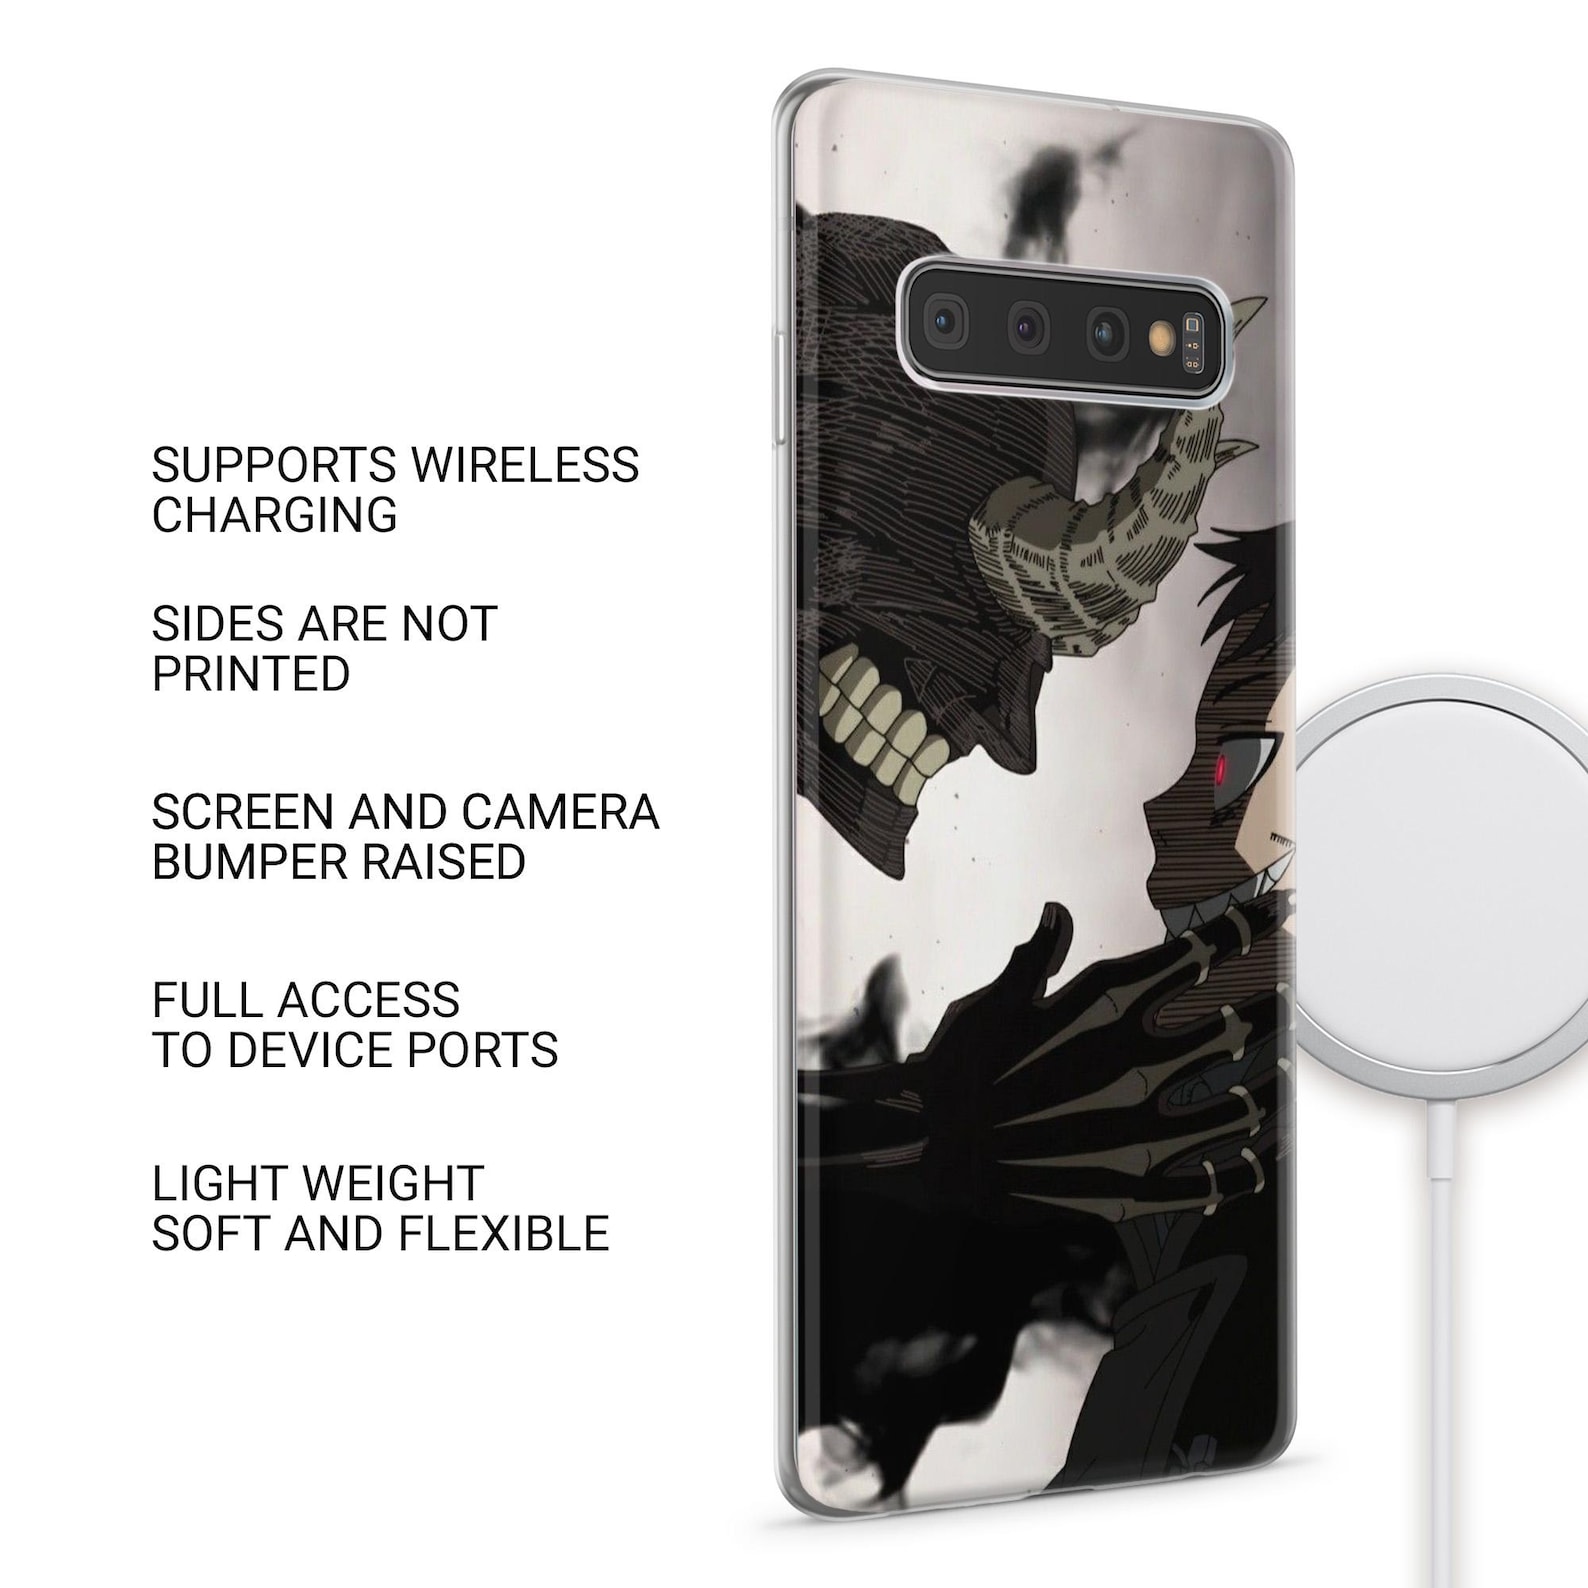 SUPPORTS WIRELESS
CHARGING
SIDES ARE NOT
PRINTED
SCREEN AND CAMERA
BUMPER RAISED
FULL ACCESS
TO DEVICE PORTS
LIGHT WEIGHT
SOFT AND FLEXIBLE